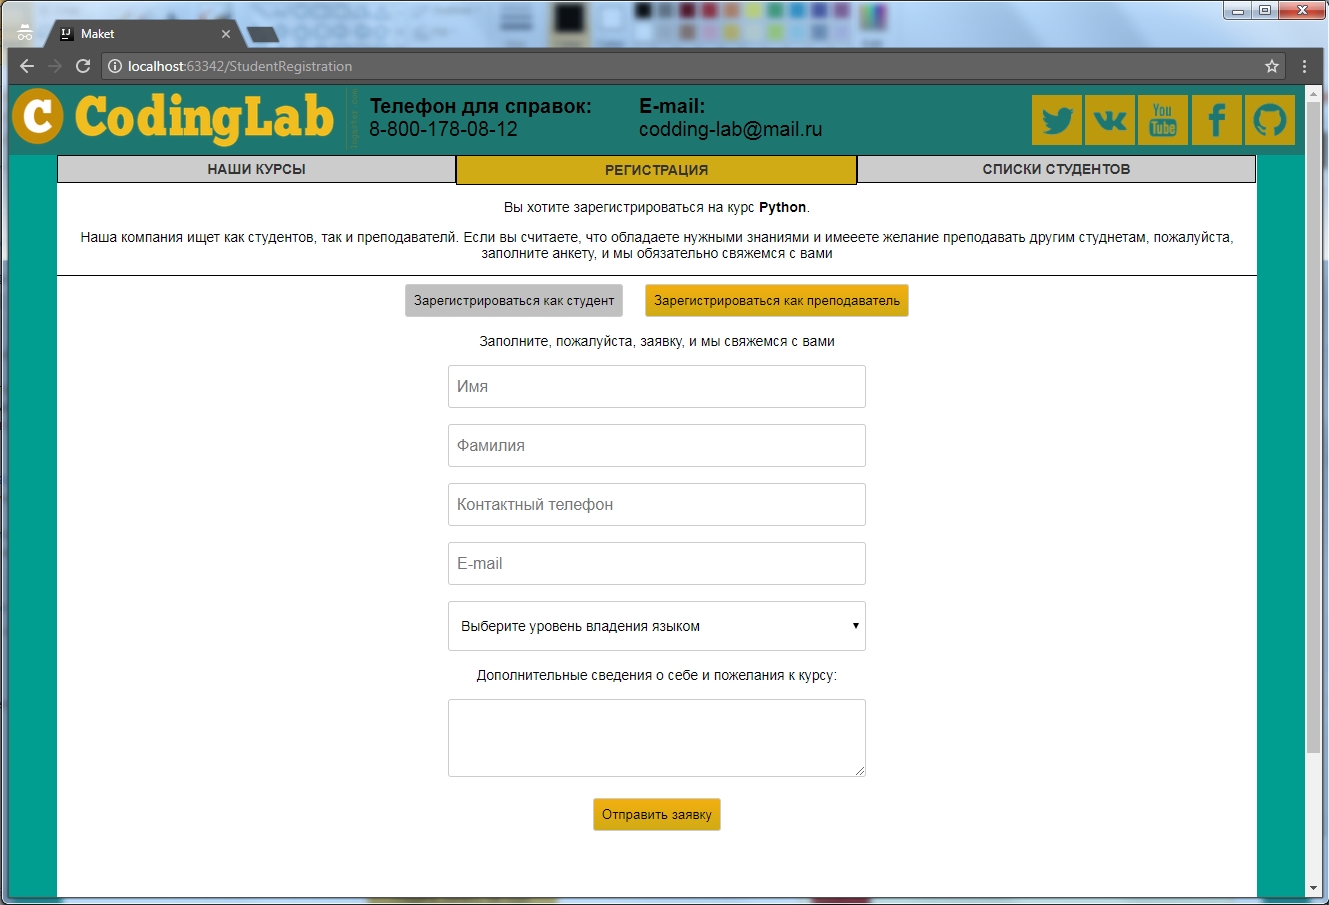 Maket
localhost:63342/StudentRegistration
C CodingLab
Телефон для справок:
8-800-178-08-12
E-mail:
codding-lab@mail.ru
You
Tube
НАШИ КУРСЫ
РЕГИСТРАЦИЯ
СПИСКИ СТУДЕНТОВ
Вы хотите зарегистрироваться на курс Python.
Наша компания ищет как студентов, так и преподавателй. Если вы считаете, что обладаете нужными знаниями и имееете желание преподавать другим студнетам, пожалуйста,
заполните анкету, и мы обязательно свяжемся с вами
Зарегистрироваться как студент
Зарегистрироваться как преподаватель
Заполните, пожалуйста, заявку, и мы свяжемся с вами
Имя
Фамилия
Контактный телефон
E-mail
Выберите уровень владения языком
Дополнительные сведения о себе и пожелания к курсу:
Отправить заявку